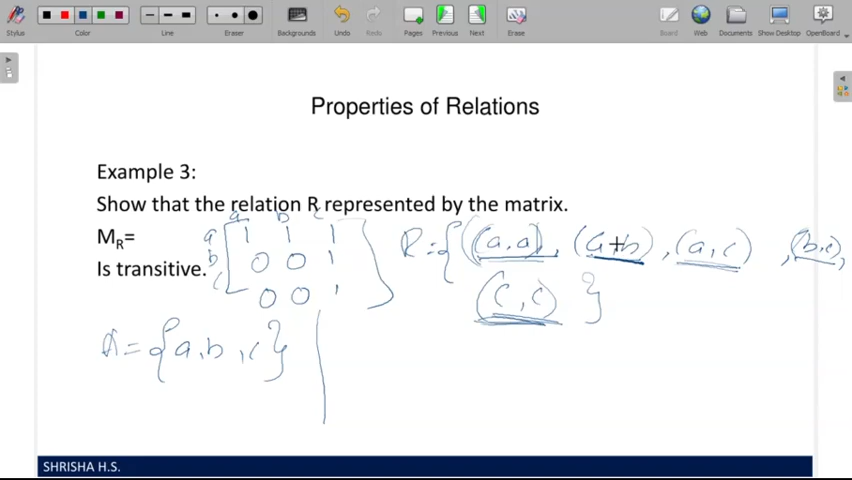 Stylus Color Line Eraser Backgrounds Undo Redo Pages Previous Next Erase Board Web Documents Show Desktop OpenBoard
Properties of Relations
Example 3:
Show that the relation R represented by the matrix.
a b c
MR= a 1 1 1 R={(a,a), (a,b), (a,c), (b,c),
b 0 0 1
Is transitive. c 0 0 1 (c,c)}
A={a,b,c}
SHRISHA H.S.